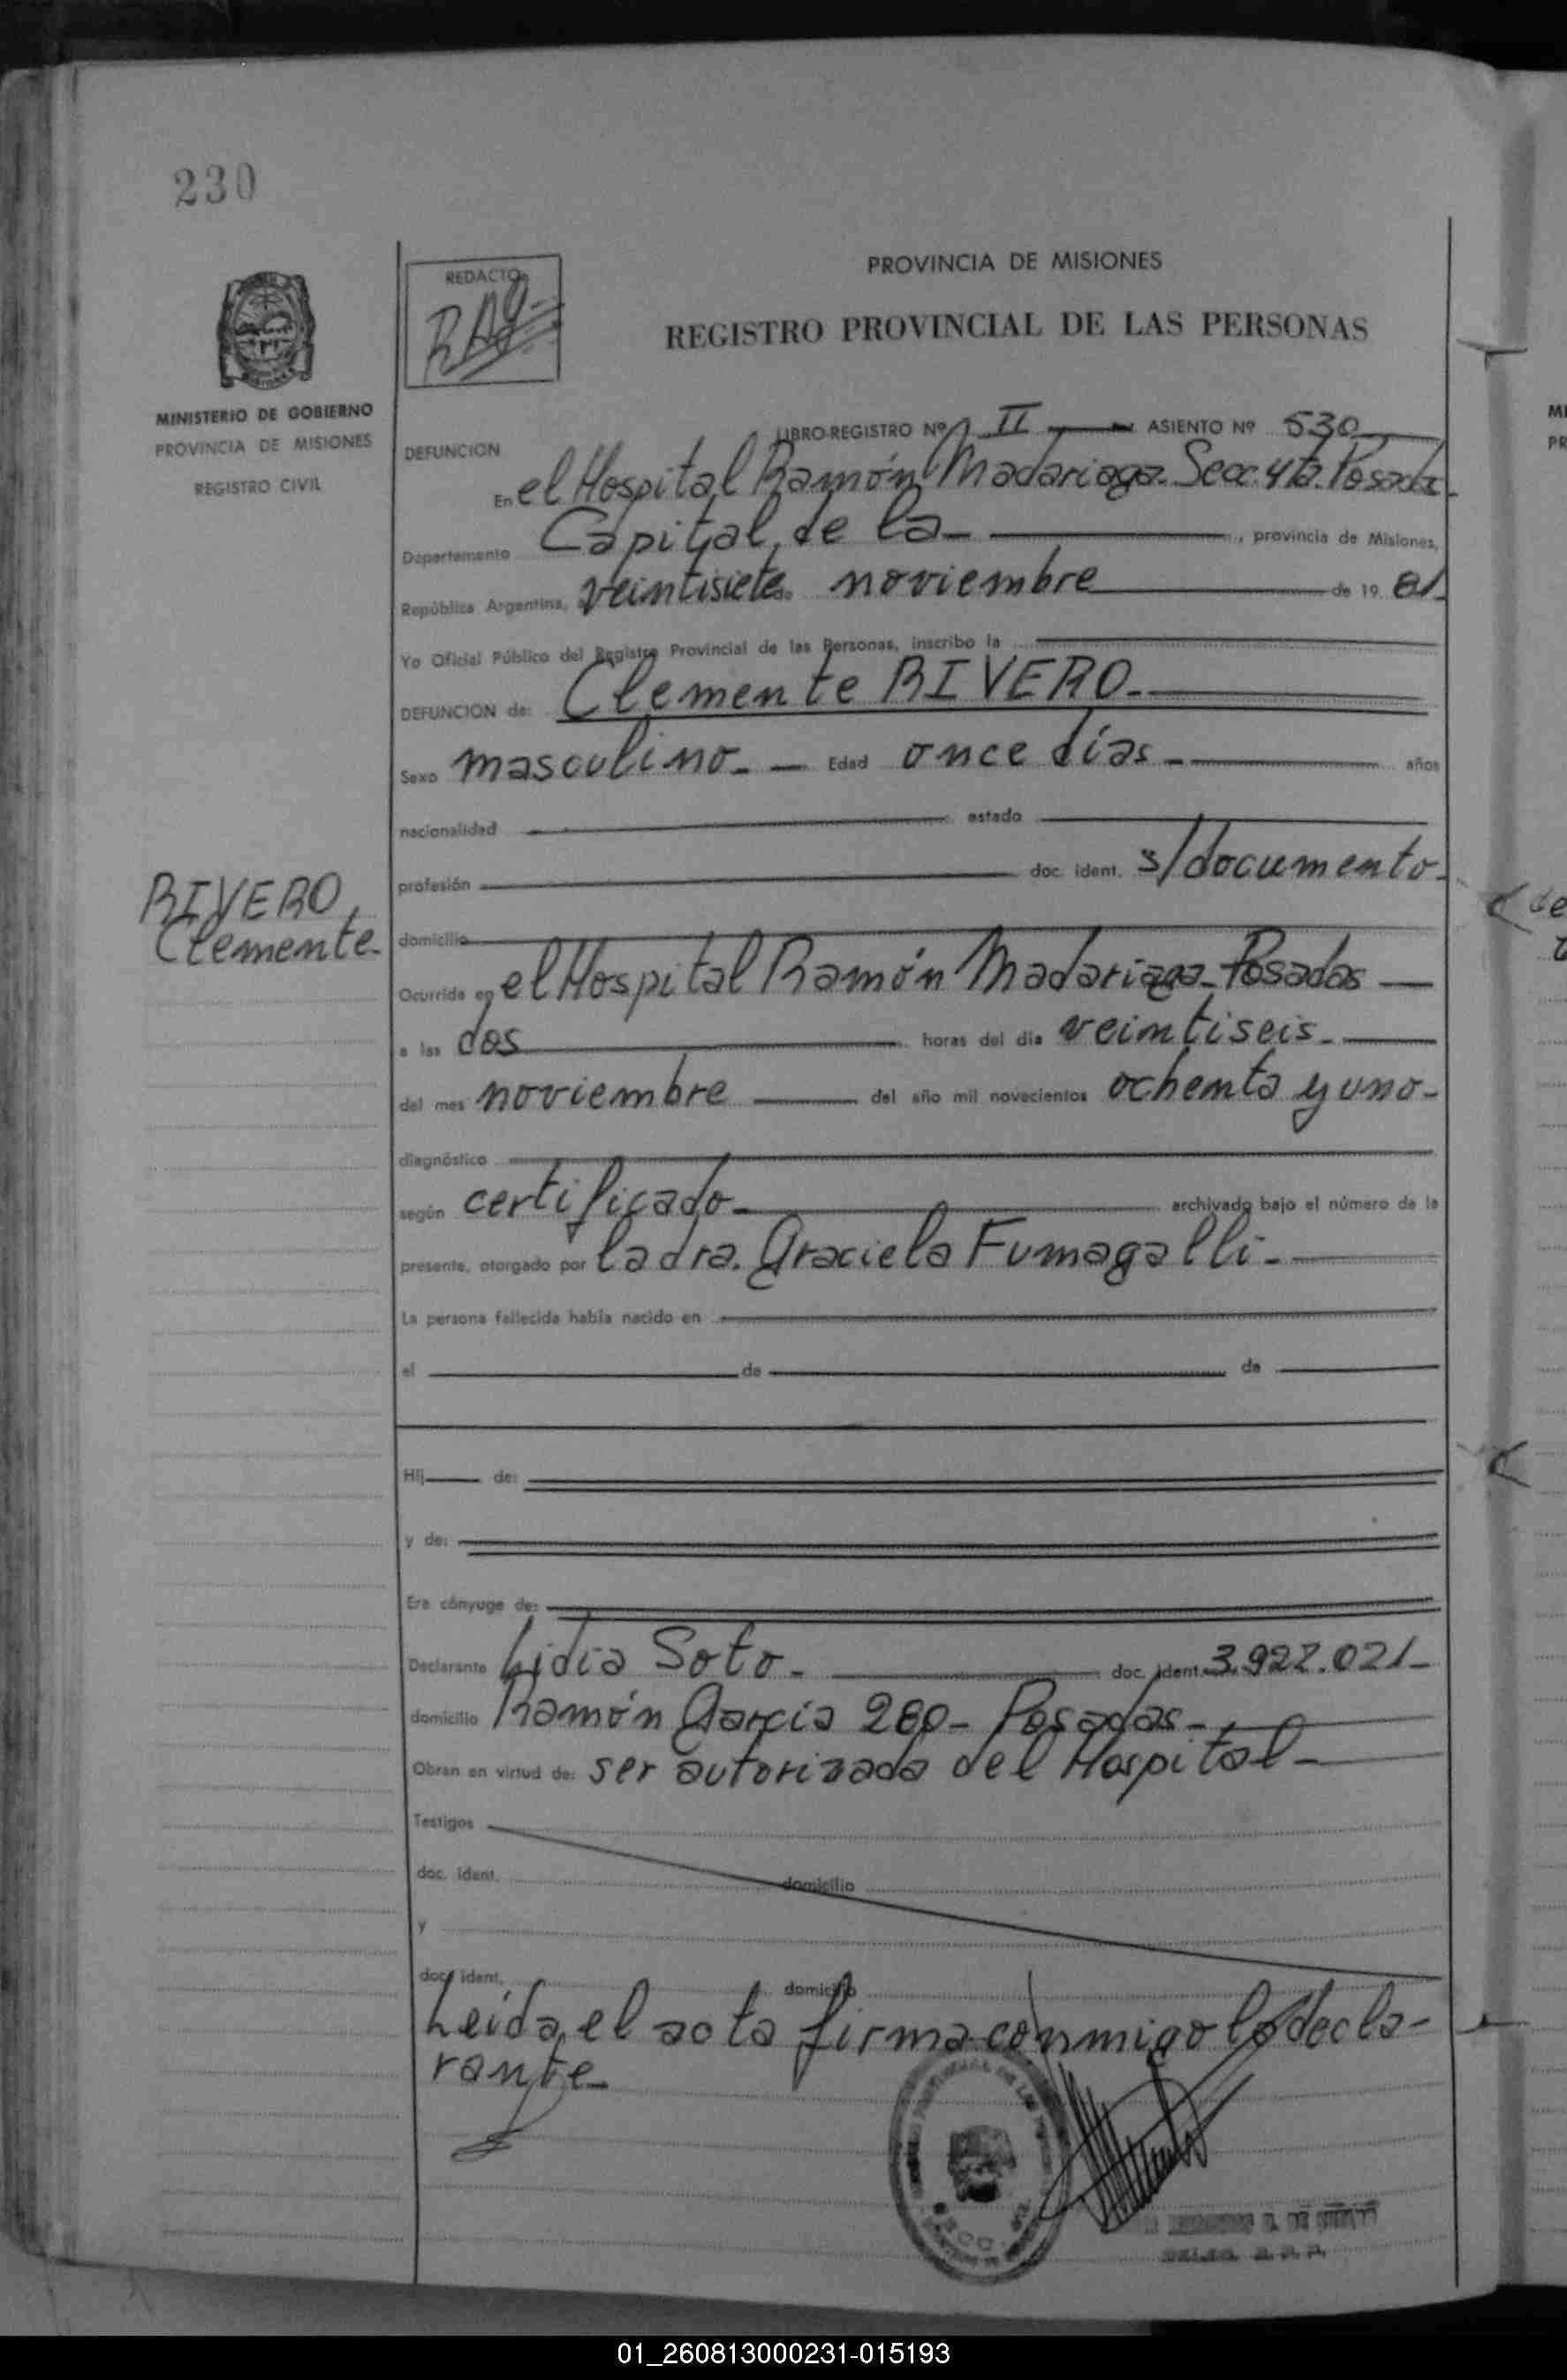 230
REDACTO
PROVINCIA DE MISIONES
REGISTRO PROVINCIAL DE LAS PERSONAS
MINISTERIO DE GOBIERNO
PROVINCIA DE MISIONES
REGISTRO CIVIL
LIBRO-REGISTRO Nº II ASIENTO Nº 530
DEFUNCION
En el Hospital Ramón Madariaga. Secc. 4ta. Posadas
Departamento Capital, de la , provincia de Misiones,
República Argentina, veintisiete noviembre de 19 81.
Yo Oficial Público del Registro Provincial de las Personas, inscribo la
DEFUNCION de: Clemente RIVERO.
Sexo masculino. Edad once días. años
nacionalidad estado
profesión doc. ident. s/documento.
RIVERO,
Clemente.
domicilio
Ocurrida en el Hospital Ramón Madariaga. Posadas
a las dos horas del día veintiseis.
del mes noviembre del año mil novecientos ochenta y uno-
diagnóstico
según certificado. archivado bajo el número de la
presente, otorgado por la dra. Graciela Fumagalli.
La persona fallecida había nacido en
el de de
Hij de:
y de:
Era cónyuge de:
Declarante Lidia Soto. doc. ident. 3.922.021-
domicilio Ramón García 280- Posadas-
Obran en virtud de: ser autorizada del Hospital-
Testigos
doc. ident. domicilio
y
doc. ident. domicilio
Leída, el acta firma conmigo la decla-
rante.
01_260813000231-015193